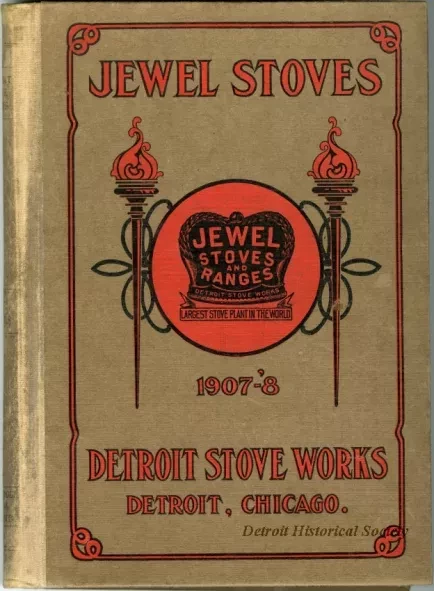 JEWEL STOVES
JEWEL
STOVES
AND
RANGES
DETROIT STOVE WORKS
LARGEST STOVE PLANT IN THE WORLD
1907-'8
DETROIT STOVE WORKS
DETROIT, CHICAGO.
Detroit Historical Society